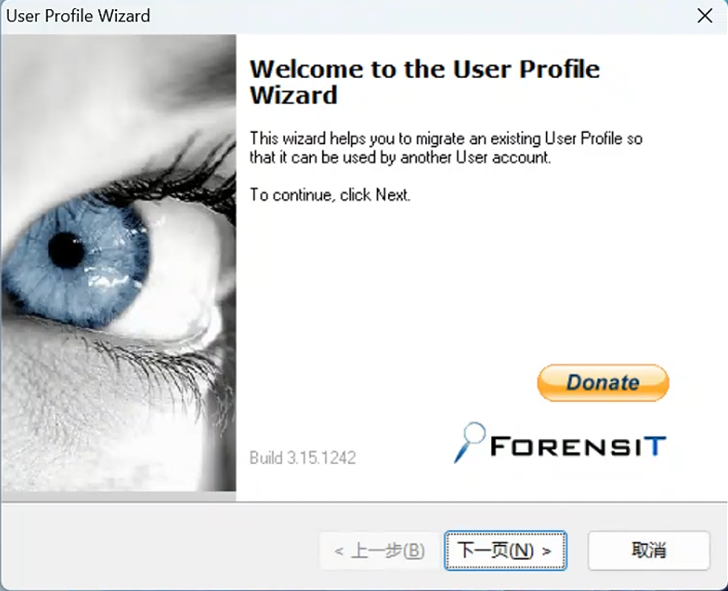 User Profile Wizard
Welcome to the User Profile
Wizard
This wizard helps you to migrate an existing User Profile so
that it can be used by another User account.
To continue, click Next.
Donate
FORENSIT
Build 3.15.1242
< 上一步(B)
下一页(N) >
取消